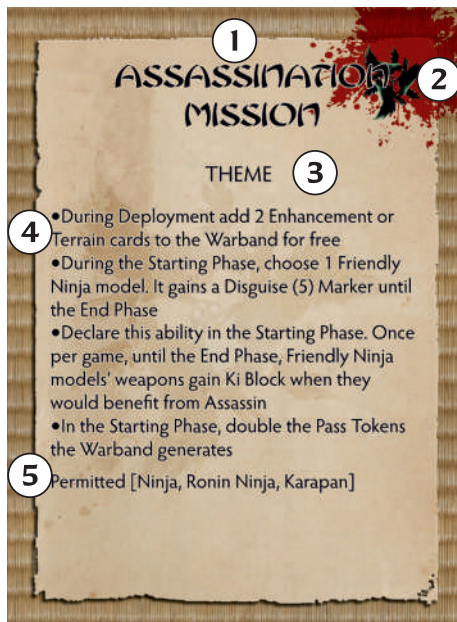 1
ASSASSINATION
2
MISSION
THEME 3
4
•During Deployment add 2 Enhancement or
Terrain cards to the Warband for free
•During the Starting Phase, choose 1 Friendly
Ninja model. It gains a Disguise (5) Marker until
the End Phase
•Declare this ability in the Starting Phase. Once
per game, until the End Phase, Friendly Ninja
models' weapons gain Ki Block when they
would benefit from Assassin
•In the Starting Phase, double the Pass Tokens
the Warband generates
5
Permitted [Ninja, Ronin Ninja, Karapan]